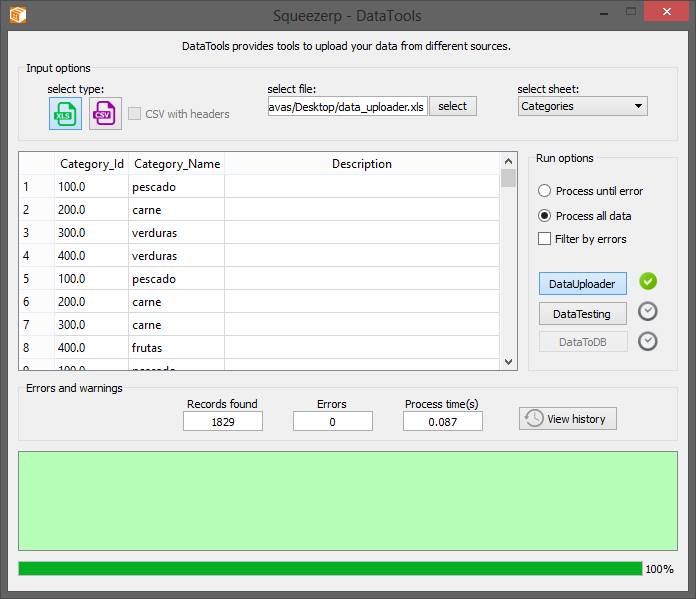 Squeezerp - DataTools
DataTools provides tools to upload your data from different sources.
Input options
select type:
XLS
CSV
CSV with headers
select file:
avas/Desktop/data_uploader.xls
select
select sheet:
Categories
Category_Id Category_Name Description
1 100.0 pescado
2 200.0 carne
3 300.0 verduras
4 400.0 verduras
5 100.0 pescado
6 200.0 carne
7 300.0 carne
8 400.0 frutas
9 100.0 pescado
Run options
Process until error
Process all data
Filter by errors
DataUploader
DataTesting
DataToDB
Errors and warnings
Records found Errors Process time(s)
1829 0 0.087
View history
100%